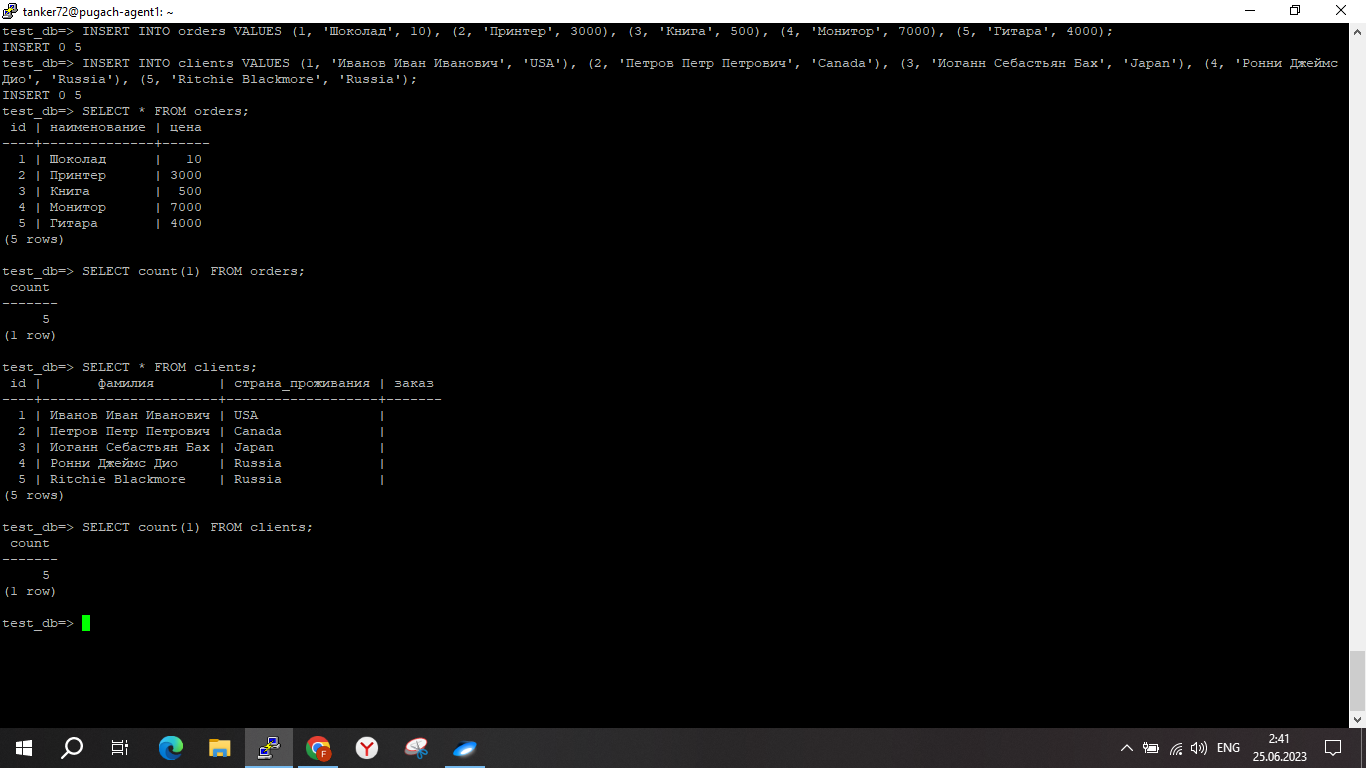 tanker72@pugach-agent1: ~
test_db=> INSERT INTO orders VALUES (1, 'Шоколад', 10), (2, 'Принтер', 3000), (3, 'Книга', 500), (4, 'Монитор', 7000), (5, 'Гитара', 4000);
INSERT 0 5
test_db=> INSERT INTO clients VALUES (1, 'Иванов Иван Иванович', 'USA'), (2, 'Петров Петр Петрович', 'Canada'), (3, 'Иоганн Себастьян Бах', 'Japan'), (4, 'Ронни Джеймс
Дио', 'Russia'), (5, 'Ritchie Blackmore', 'Russia');
INSERT 0 5
test_db=> SELECT * FROM orders;
 id | наименование | цена
----+--------------+------
  1 | Шоколад      |   10
  2 | Принтер      | 3000
  3 | Книга        |  500
  4 | Монитор      | 7000
  5 | Гитара       | 4000
(5 rows)
test_db=> SELECT count(1) FROM orders;
 count
-------
     5
(1 row)
test_db=> SELECT * FROM clients;
 id |       фамилия        | страна_проживания | заказ
----+----------------------+-------------------+-------
  1 | Иванов Иван Иванович | USA               |
  2 | Петров Петр Петрович | Canada            |
  3 | Иоганн Себастьян Бах | Japan             |
  4 | Ронни Джеймс Дио     | Russia            |
  5 | Ritchie Blackmore    | Russia            |
(5 rows)
test_db=> SELECT count(1) FROM clients;
 count
-------
     5
(1 row)
test_db=>
F
ENG
2:41
25.06.2023